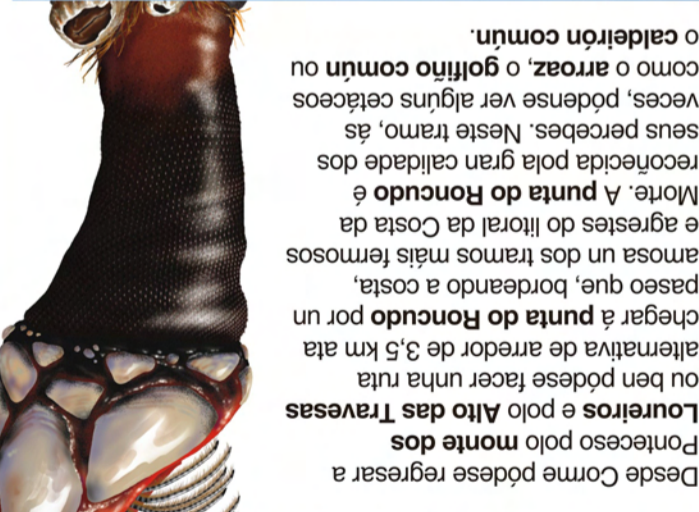 Desde Corme pódese regresar a
Ponteceso polo monte dos
Loureiros e polo Alto das Travesas
ou ben pódese facer unha ruta
alternativa de arredor de 3,5 km ata
chegar á punta do Roncudo por un
paseo que, bordeando a costa,
amosa un dos tramos máis fermosos
e agrestes do litoral da Costa da
Morte. A punta do Roncudo é
recoñecida pola gran calidade dos
seus percebes. Neste tramo, ás
veces, pódense ver algúns cetáceos
como o arroaz, o golfiño común ou
o caldeirón común.